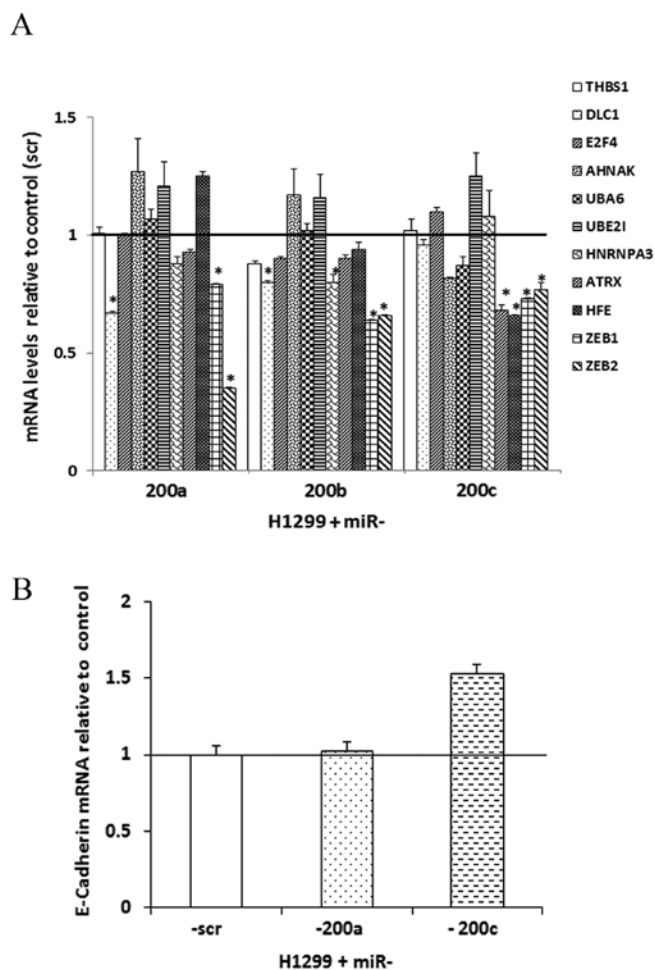 A
mRNA levels relative to control (scr)
1.5
1
0.5
0
* * * * * * * * * * *
200a 200b 200c
H1299 + miR-
THBS1
DLC1
E2F4
AHNAK
UBA6
UBE2I
HNRNPA3
ATRX
HFE
ZEB1
ZEB2
B
E-Cadherin mRNA relative to control
2
1.5
1
0.5
0
-scr -200a - 200c
H1299 + miR-